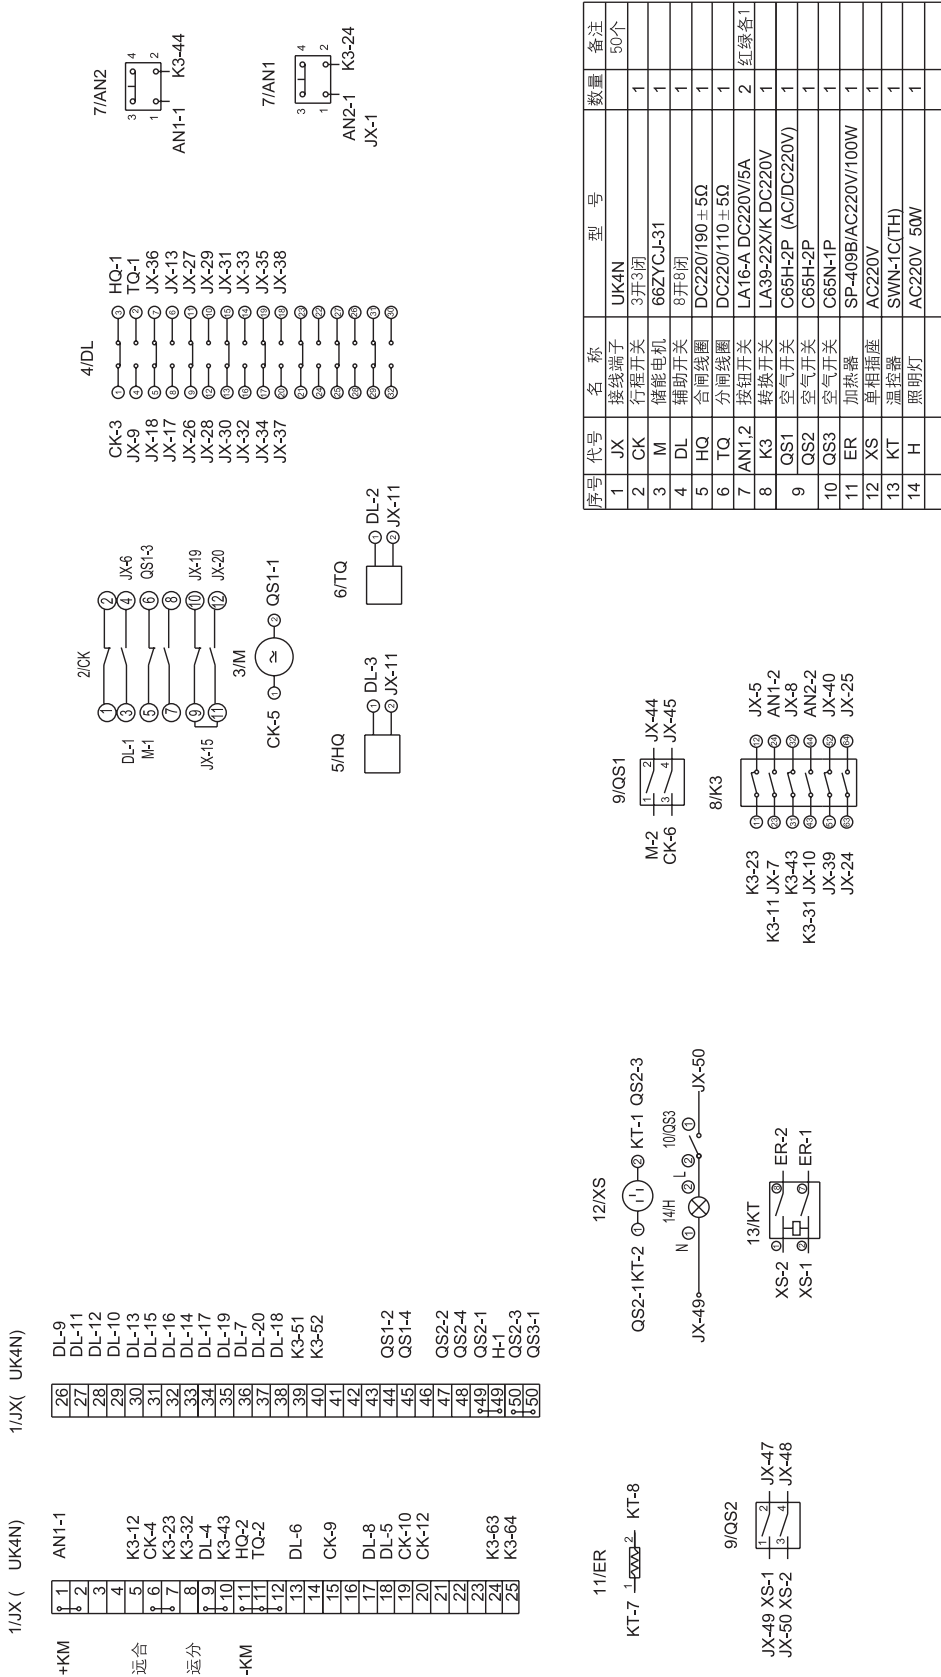 7/AN2
4
2
K3-44
3
1
AN1-1
7/AN1
4
2
K3-24
3
1
AN2-1
JX-1
4/DL
CK-3 1 3 HQ-1
JX-9 4 2 TQ-1
JX-18 5 7 JX-36
JX-17 8 6 JX-13
JX-26 9 11 JX-27
JX-28 12 10 JX-29
JX-30 13 15 JX-31
JX-32 16 14 JX-33
JX-34 17 19 JX-35
JX-37 20 18 JX-38
21 23
24 22
25 27
28 26
29 31
32 30
2/CK
1 2
DL-1 3 4 JX-6
M-1 5 6 QS1-3
7 8
9 10 JX-19
JX-15 11 12 JX-20
3/M
CK-5 1 ≃ 2 QS1-1
5/HQ
1 DL-3
2 JX-11
6/TQ
1 DL-2
2 JX-11
序号 代号 名 称 型 号 数量 备注
1 JX 接线端子 UK4N 50个
2 CK 行程开关 3开3闭 1
3 M 储能电机 66ZYCJ-31 1
4 DL 辅助开关 8开8闭 1
5 HQ 合闸线圈 DC220/190±5Ω 1
6 TQ 分闸线圈 DC220/110±5Ω 1
7 AN1,2 按钮开关 LA16-A DC220V/5A 2 红绿各1
8 K3 转换开关 LA39-22X/K DC220V 1
9 QS1 空气开关 C65H-2P (AC/DC220V) 1
QS2 空气开关 C65H-2P 1
10 QS3 空气开关 C65N-1P 1
11 ER 加热器 SP-409B/AC220V/100W 1
12 XS 单相插座 AC220V 1
13 KT 温控器 SWN-1C(TH) 1
14 H 照明灯 AC220V 50W 1
9/QS1
M-2 1 2 JX-44
CK-6 3 4 JX-45
8/K3
K3-23 11 12 JX-5
K3-11 JX-7 23 24 AN1-2
K3-43 31 32 JX-8
K3-31 JX-10 43 44 AN2-2
JX-39 51 52 JX-40
JX-24 63 64 JX-25
1/JX ( UK4N)
+KM 1 AN1-1
2
3
4
远合 5 K3-12
6 CK-4
7 K3-23
运分 8 K3-32
9 DL-4
10 K3-43
-KM 11 HQ-2
11 TQ-2
12
13 DL-6
14
15 CK-9
16
17 DL-8
18 DL-5
19 CK-10
20 CK-12
21
22
23
24 K3-63
25 K3-64
1/JX( UK4N)
26 DL-9
27 DL-11
28 DL-12
29 DL-10
30 DL-13
31 DL-15
32 DL-16
33 DL-14
34 DL-17
35 DL-19
36 DL-7
37 DL-20
38 DL-18
39 K3-51
40 K3-52
41
42
43
44 QS1-2
45 QS1-4
46
47 QS2-2
48 QS2-4
49 QS2-1
49 H-1
50 QS2-3
50 QS3-1
12/XS
QS2-1 KT-2 1 2 KT-1 QS2-3
14/H
10/QS3
N 1 2 L 2 1
JX-49 JX-50
13/KT
XS-2 1 8 ER-2
XS-1 2 7 ER-1
11/ER
KT-7 1 2 KT-8
9/QS2
JX-49 XS-1 1 2 JX-47
JX-50 XS-2 3 4 JX-48